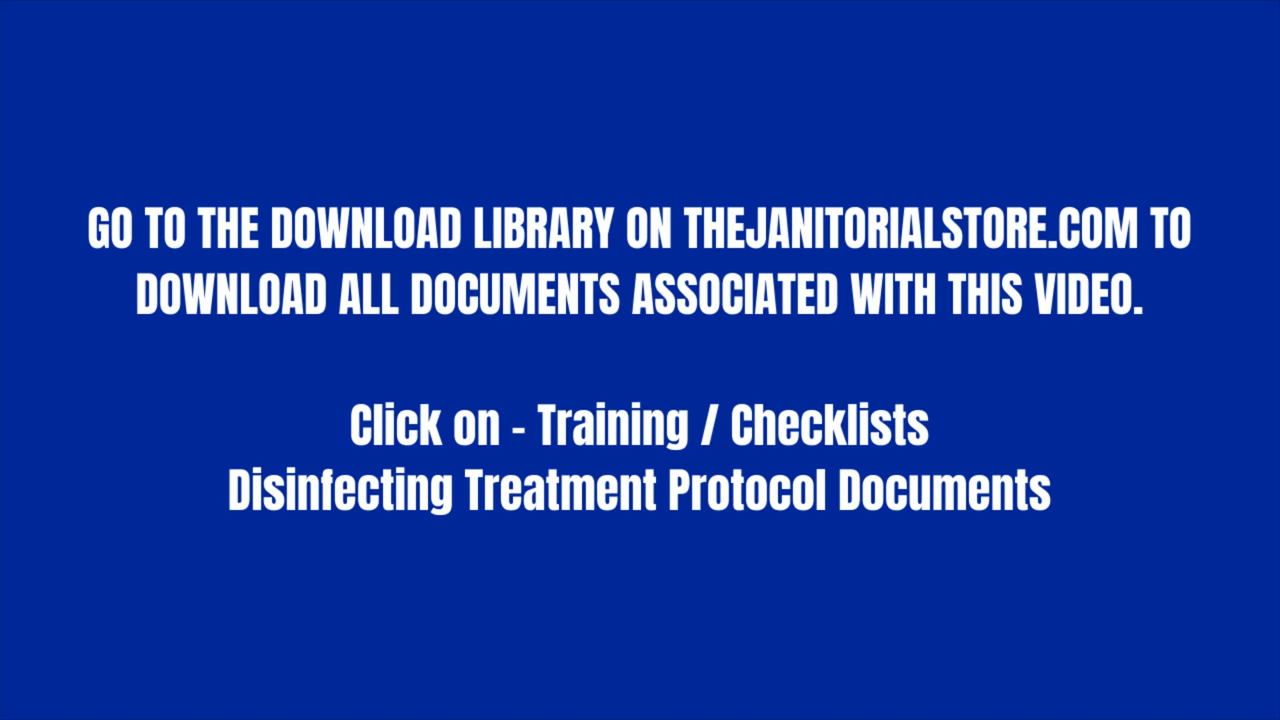 GO TO THE DOWNLOAD LIBRARY ON THEJANITORIALSTORE.COM TO
DOWNLOAD ALL DOCUMENTS ASSOCIATED WITH THIS VIDEO.
Click on - Training / Checklists
Disinfecting Treatment Protocol Documents